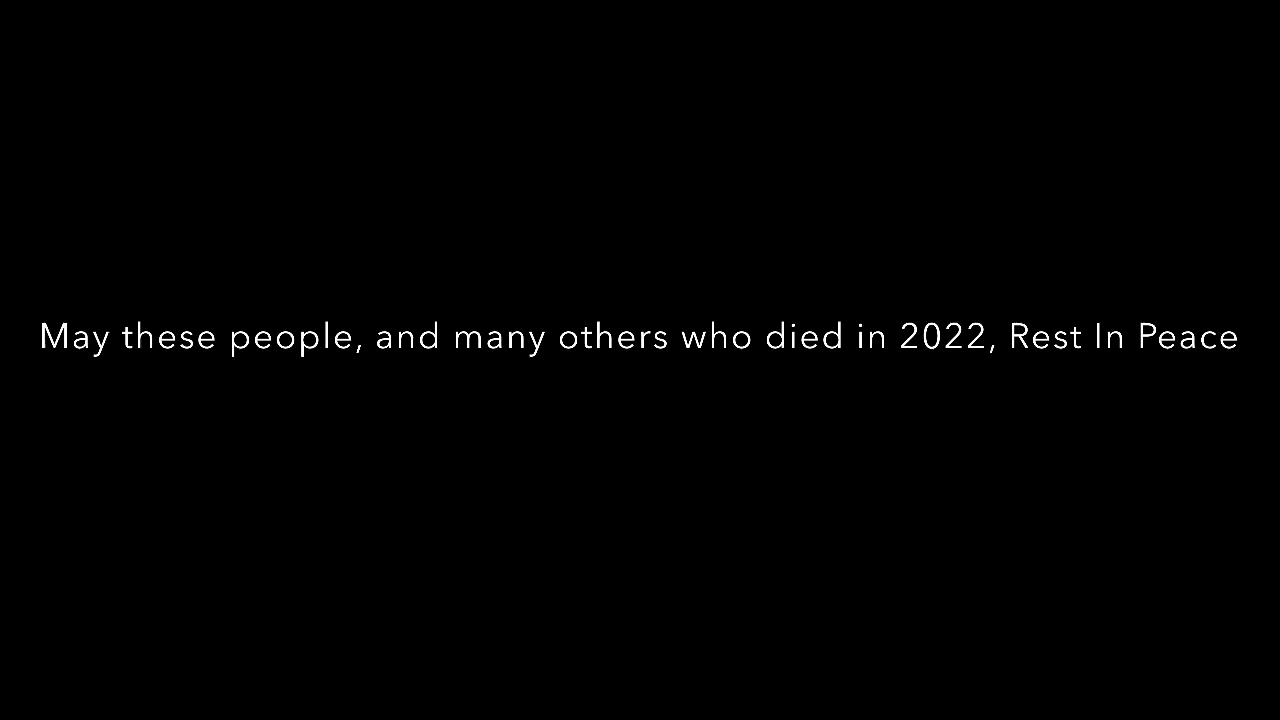 May these people, and many others who died in 2022, Rest In Peace